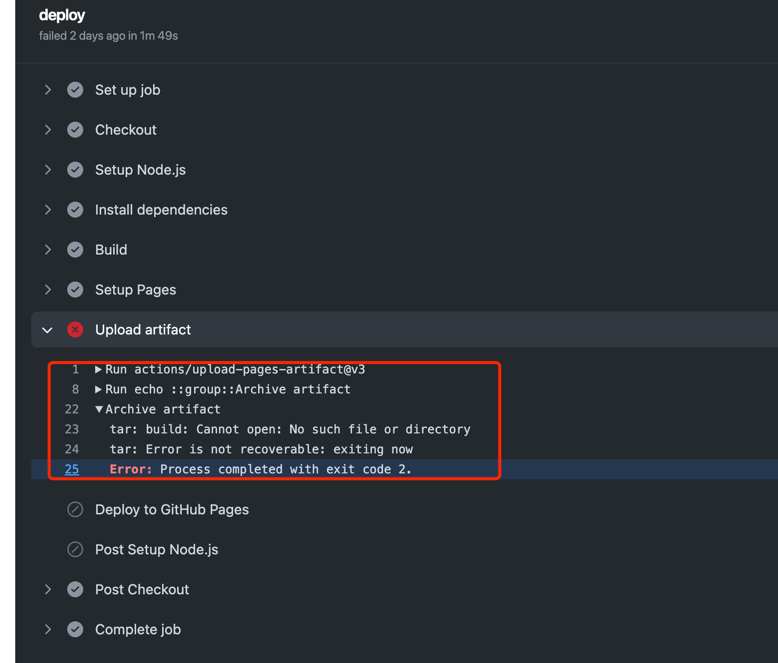 deploy
failed 2 days ago in 1m 49s
Set up job
Checkout
Setup Node.js
Install dependencies
Build
Setup Pages
Upload artifact
1 Run actions/upload-pages-artifact@v3
8 Run echo ::group::Archive artifact
22 Archive artifact
23 tar: build: Cannot open: No such file or directory
24 tar: Error is not recoverable: exiting now
25 Error: Process completed with exit code 2.
Deploy to GitHub Pages
Post Setup Node.js
Post Checkout
Complete job